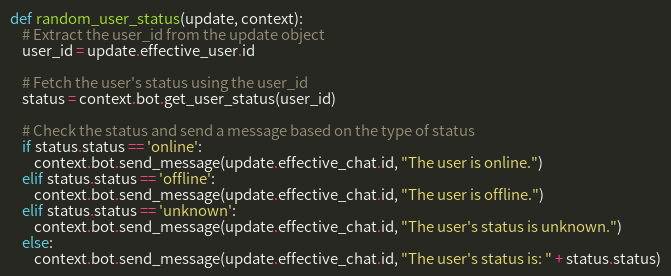 def random_user_status(update, context):
    # Extract the user_id from the update object
    user_id = update.effective_user.id

    # Fetch the user's status using the user_id
    status = context.bot.get_user_status(user_id)

    # Check the status and send a message based on the type of status
    if status.status == 'online':
        context.bot.send_message(update.effective_chat.id, "The user is online.")
    elif status.status == 'offline':
        context.bot.send_message(update.effective_chat.id, "The user is offline.")
    elif status.status == 'unknown':
        context.bot.send_message(update.effective_chat.id, "The user's status is unknown.")
    else:
        context.bot.send_message(update.effective_chat.id, "The user's status is: " + status.status)